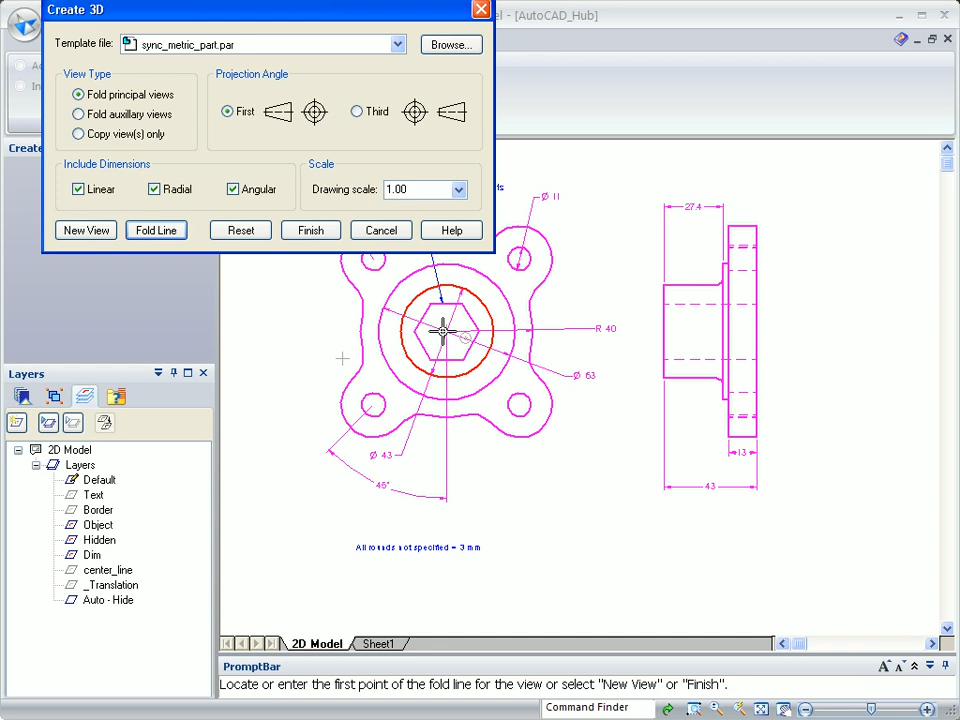 Create 3D
el - [AutoCAD_Hub]
Template file: sync_metric_part.par Browse...
View Type
Projection Angle
Fold principal views
Fold auxillary views
Copy view(s) only
First
Third
Include Dimensions
Scale
Linear Radial Angular
Drawing scale: 1.00
New View Fold Line Reset Finish Cancel Help
Create
Ø 11
27.4
R 40
Ø 63
Ø 43
45°
13
43
All rounds not specified = 3 mm
Layers
2D Model
Layers
Default
Text
Border
Object
Hidden
Dim
center_line
_Translation
Auto - Hide
2D Model Sheet1
PromptBar
Locate or enter the first point of the fold line for the view or select "New View" or "Finish".
Command Finder